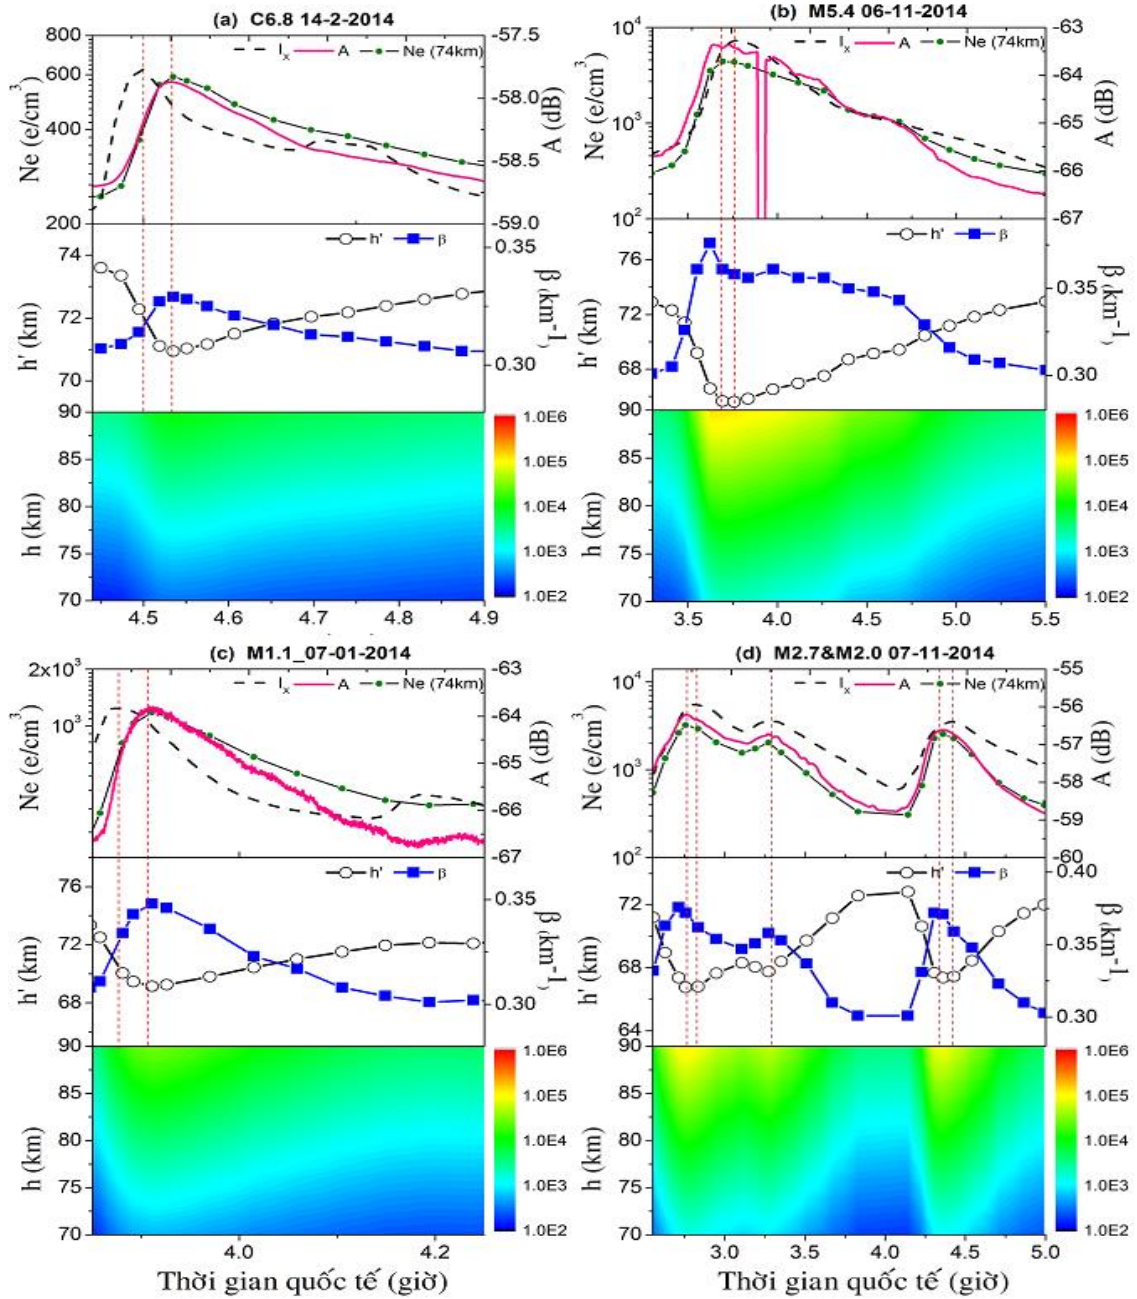 (a) C6.8 14-2-2014
800
600
400
200
Ne (e/cm³)
Iₓ A Ne (74km)
-57.5
-58.0
-58.5
-59.0
A (dB)
74
72
70
h' (km)
h' β
0.35
0.30
β (km⁻¹)
90
85
80
75
70
h (km)
1.0E6
1.0E5
1.0E4
1.0E3
1.0E2
4.5 4.6 4.7 4.8 4.9
(b) M5.4 06-11-2014
10⁴
10³
10²
Ne (e/cm³)
Iₓ A Ne (74km)
-63
-64
-65
-66
-67
A (dB)
76
72
68
h' (km)
h' β
0.35
0.30
β (km⁻¹)
90
85
80
75
70
h (km)
1.0E6
1.0E5
1.0E4
1.0E3
1.0E2
3.5 4.0 4.5 5.0 5.5
(c) M1.1_07-01-2014
2x10³
10³
Ne (e/cm³)
Iₓ A Ne (74km)
-63
-64
-65
-66
-67
A (dB)
76
72
68
h' (km)
h' β
0.35
0.30
β (km⁻¹)
90
85
80
75
70
h (km)
1.0E6
1.0E5
1.0E4
1.0E3
1.0E2
4.0 4.2
Thời gian quốc tế (giờ)
(d) M2.7&M2.0 07-11-2014
10⁴
10³
10²
Ne (e/cm³)
Iₓ A Ne (74km)
-55
-56
-57
-58
-59
-60
A (dB)
72
68
64
h' (km)
h' β
0.40
0.35
0.30
β (km⁻¹)
90
85
80
75
70
h (km)
1.0E6
1.0E5
1.0E4
1.0E3
1.0E2
3.0 3.5 4.0 4.5 5.0
Thời gian quốc tế (giờ)